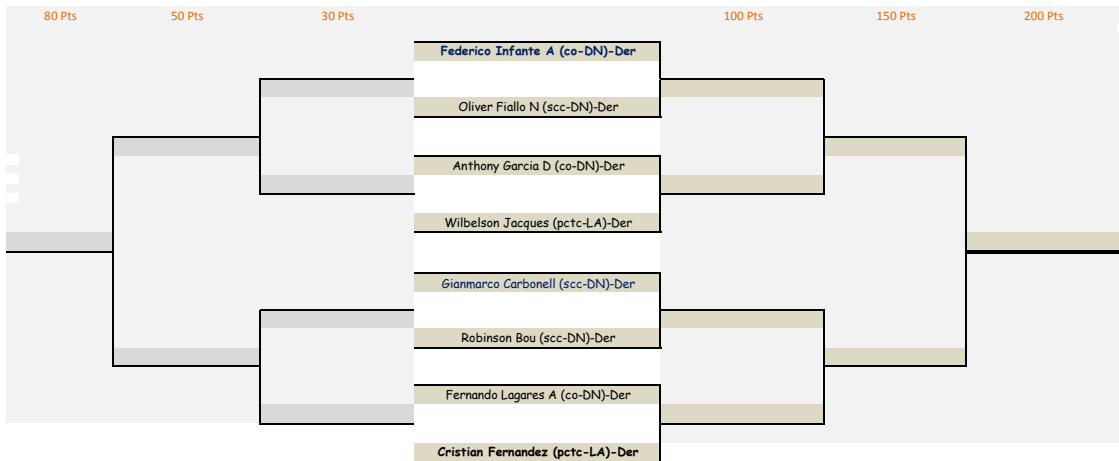 80 Pts 50 Pts 30 Pts 100 Pts 150 Pts 200 Pts
Federico Infante A (co-DN)-Der
Oliver Fiallo N (scc-DN)-Der
Anthony Garcia D (co-DN)-Der
Wilbelson Jacques (pctc-LA)-Der
Gianmarco Carbonell (scc-DN)-Der
Robinson Bou (scc-DN)-Der
Fernando Lagares A (co-DN)-Der
Cristian Fernandez (pctc-LA)-Der